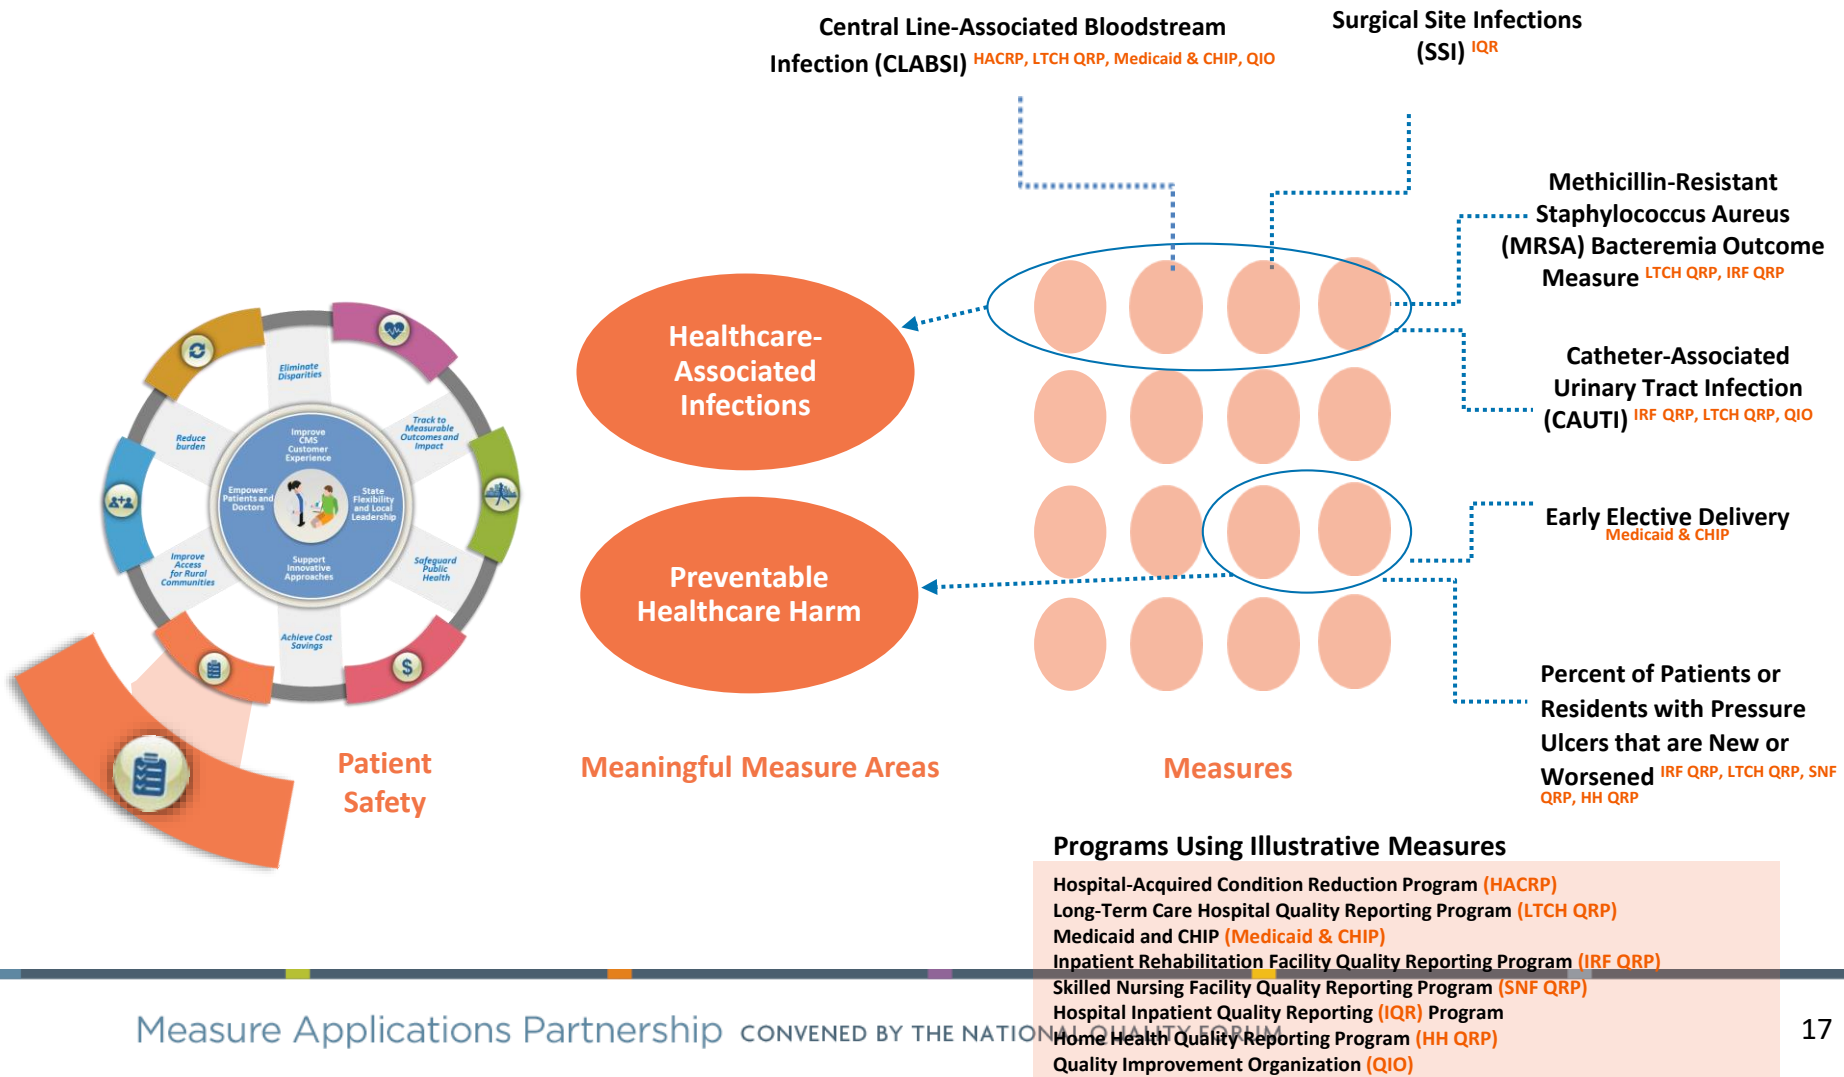 Central Line-Associated Bloodstream
Infection (CLABSI) HACRP, LTCH QRP, Medicaid & CHIP, QIO
Surgical Site Infections
(SSI) IQR
Methicillin-Resistant
Staphylococcus Aureus
(MRSA) Bacteremia Outcome
Measure LTCH QRP, IRF QRP
Catheter-Associated
Urinary Tract Infection
(CAUTI) IRF QRP, LTCH QRP, QIO
Early Elective Delivery
Medicaid & CHIP
Percent of Patients or
Residents with Pressure
Ulcers that are New or
Worsened IRF QRP, LTCH QRP, SNF
QRP, HH QRP
Healthcare-
Associated
Infections
Preventable
Healthcare Harm
Eliminate
Disparities
Track to
Measurable
Outcomes and
Impact
Safeguard
Public
Health
Achieve Cost
Savings
Improve
Access
for Rural
Communities
Reduce
burden
Improve
CMS
Customer
Experience
State
Flexibility
and Local
Leadership
Support
Innovative
Approaches
Empower
Patients and
Doctors
$
Patient
Safety
Meaningful Measure Areas
Measures
Programs Using Illustrative Measures
Hospital-Acquired Condition Reduction Program (HACRP)
Long-Term Care Hospital Quality Reporting Program (LTCH QRP)
Medicaid and CHIP (Medicaid & CHIP)
Inpatient Rehabilitation Facility Quality Reporting Program (IRF QRP)
Skilled Nursing Facility Quality Reporting Program (SNF QRP)
Hospital Inpatient Quality Reporting (IQR) Program
Home Health Quality Reporting Program (HH QRP)
Quality Improvement Organization (QIO)
Measure Applications Partnership CONVENED BY THE NATIONAL QUALITY FORUM
17